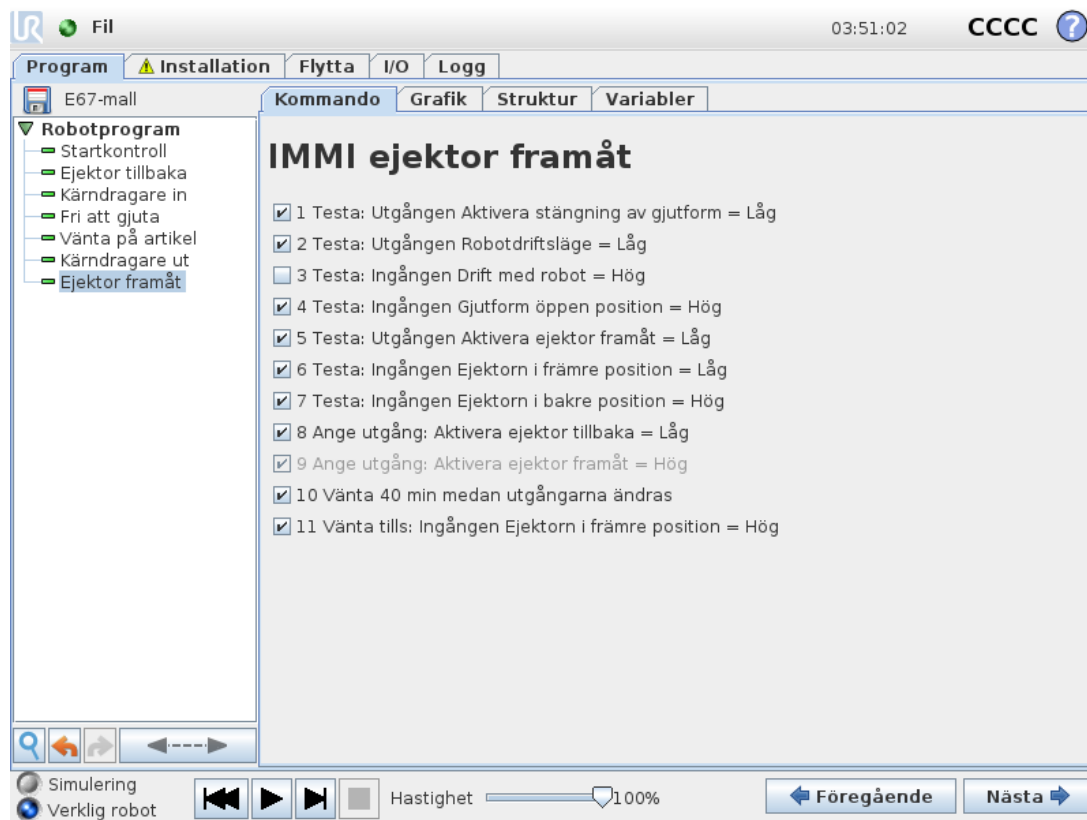 UR Fil 03:51:02 CCCC ?
Program Installation Flytta I/O Logg
E67-mall
Kommando Grafik Struktur Variabler
Robotprogram
Startkontroll
Ejektor tillbaka
Kärndragare in
Fri att gjuta
Vänta på artikel
Kärndragare ut
Ejektor framåt
IMMI ejektor framåt
1 Testa: Utgången Aktivera stängning av gjutform = Låg
2 Testa: Utgången Robotdriftsläge = Låg
3 Testa: Ingången Drift med robot = Hög
4 Testa: Ingången Gjutform öppen position = Hög
5 Testa: Utgången Aktivera ejektor framåt = Låg
6 Testa: Ingången Ejektorn i främre position = Låg
7 Testa: Ingången Ejektorn i bakre position = Hög
8 Ange utgång: Aktivera ejektor tillbaka = Låg
9 Ange utgång: Aktivera ejektor framåt = Hög
10 Vänta 40 min medan utgångarna ändras
11 Vänta tills: Ingången Ejektorn i främre position = Hög
Simulering
Verklig robot
Hastighet 100%
Föregående
Nästa